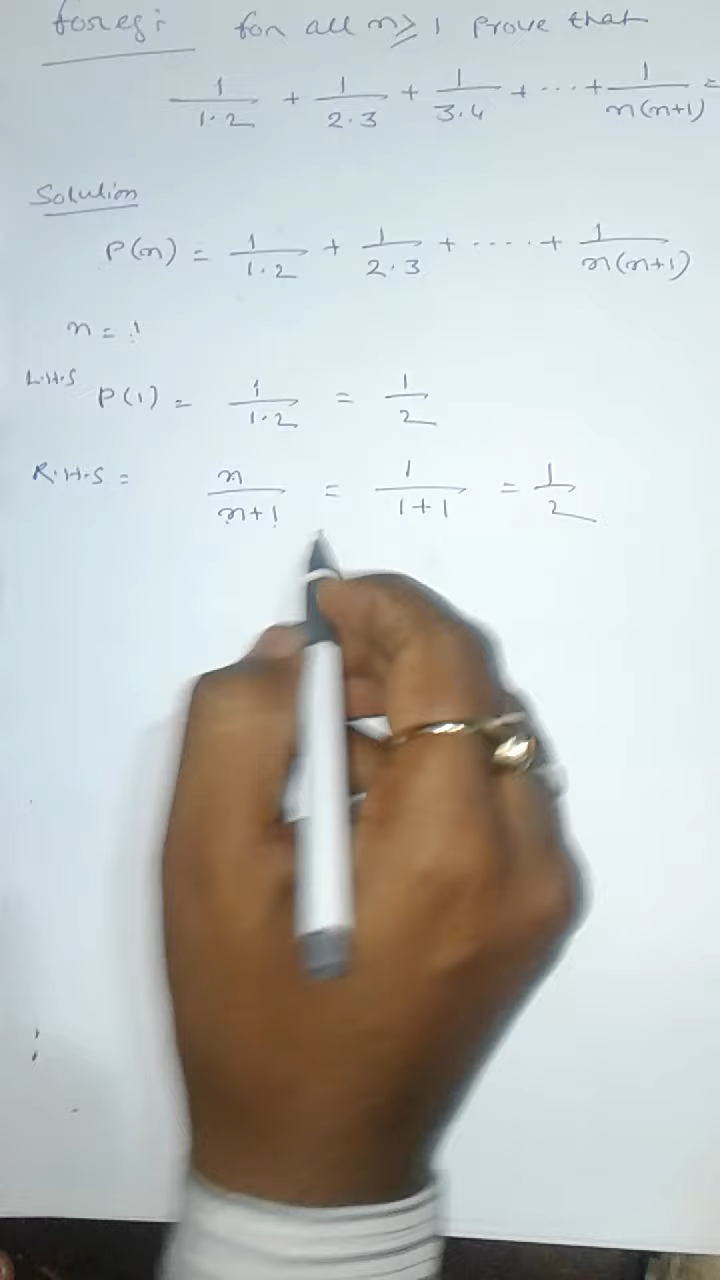 for eg: for all n ≥ 1 prove that
1/1.2 + 1/2.3 + 1/3.4 + ... + 1/n(n+1) =
Solution
P(n) = 1/1.2 + 1/2.3 + .... + 1/n(n+1)
n = 1
L.H.S P(1) = 1/1.2 = 1/2
R.H.S = n/n+1 = 1/1+1 = 1/2